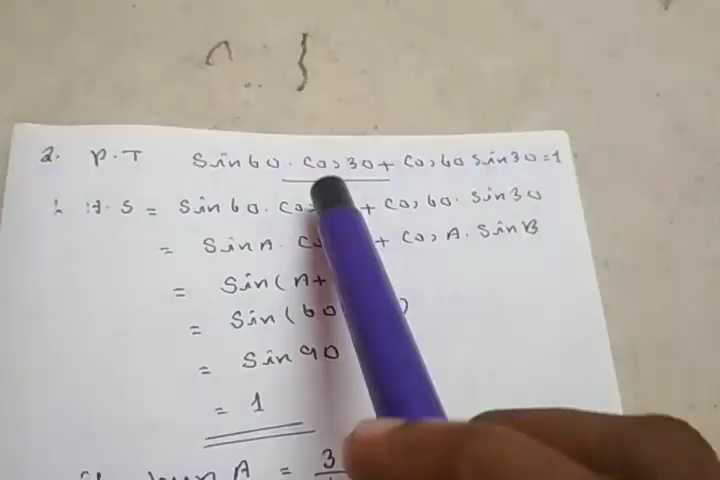 2. P.T Sin60. Cos30+ Cos60 Sin30=1
L H. S = Sin60. Co + Cos60. Sin30
= SinA. Co + Cos A. SinB
= Sin(A+
= Sin(60 )
= Sin90
= 1
A = 3